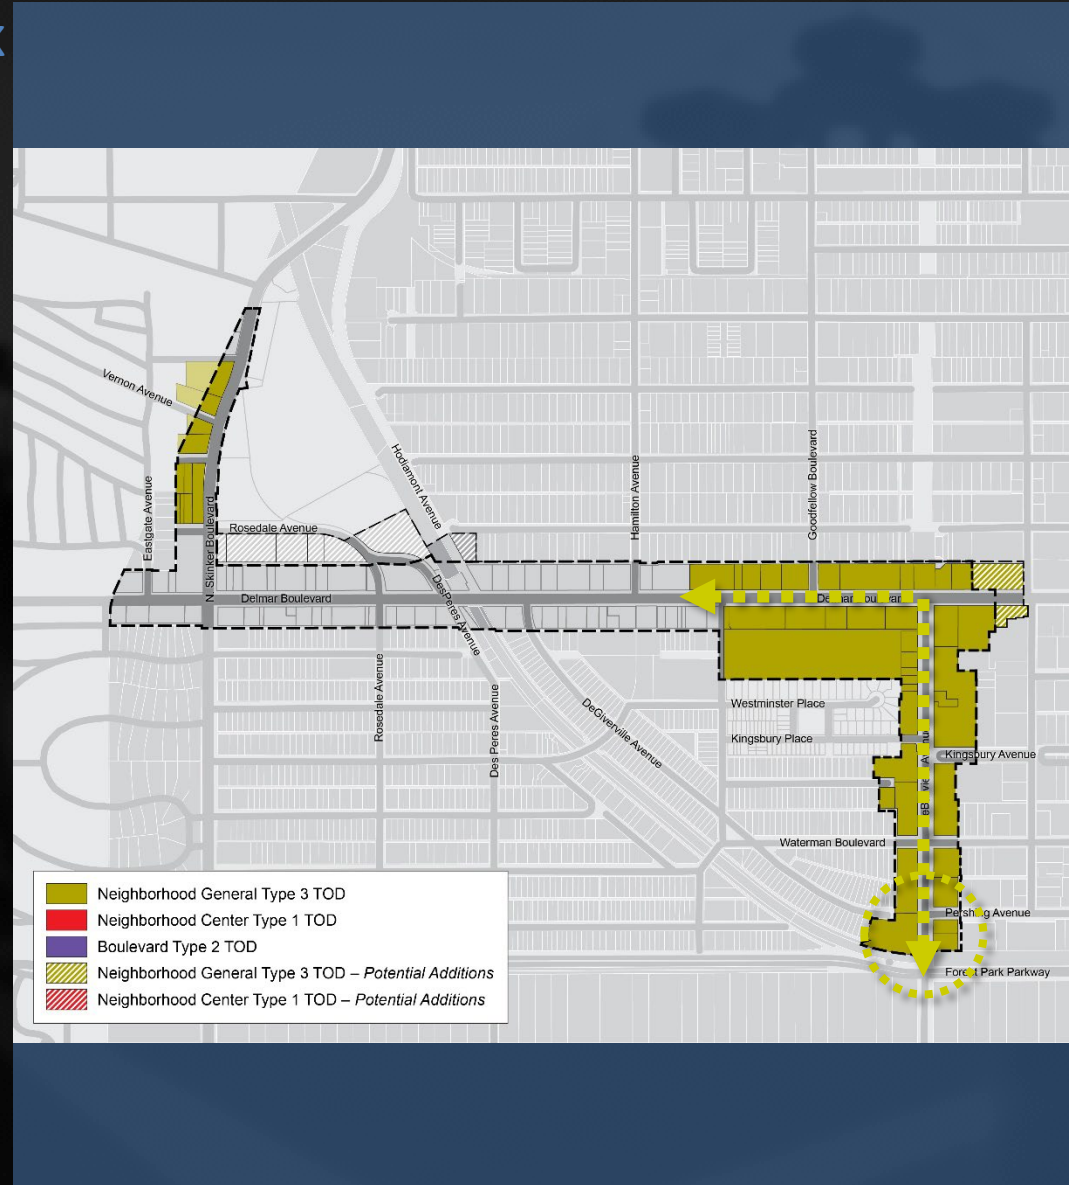 Vernon Avenue
Eastgate Avenue
N. Skinker Boulevard
Rosedale Avenue
Hodiamont Avenue
Hamilton Avenue
Goodfellow Boulevard
Delmar Boulevard
DesPeres Avenue
Rosedale Avenue
Des Peres Avenue
DeGiverville Avenue
Westminster Place
Kingsbury Place
Kingsbury Avenue
Waterman Boulevard
Avenue
Forest Park Parkway
Neighborhood General Type 3 TOD
Neighborhood Center Type 1 TOD
Boulevard Type 2 TOD
Neighborhood General Type 3 TOD – Potential Additions
Neighborhood Center Type 1 TOD – Potential Additions